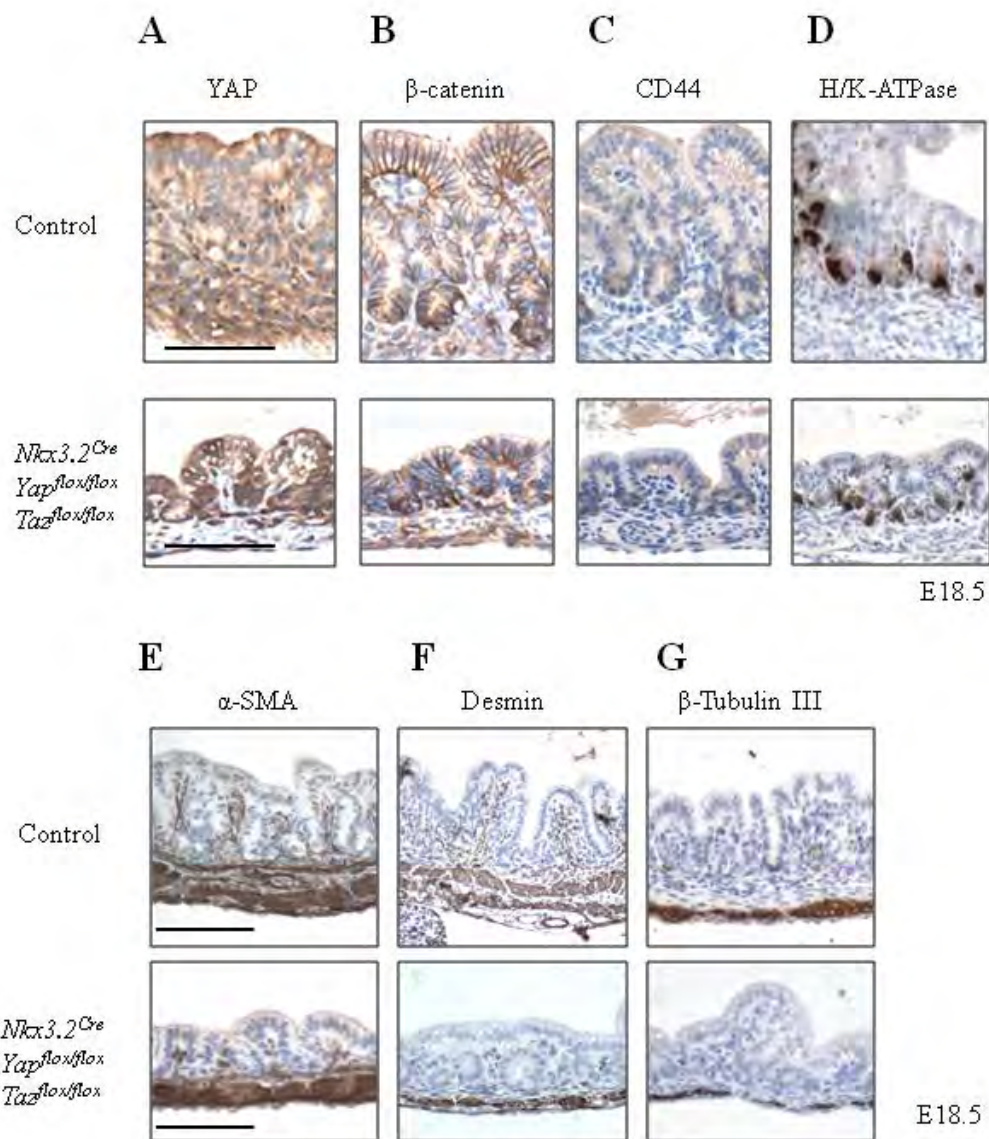 A B C D
YAP β-catenin CD44 H/K-ATPase
Control
Nkx3.2Cre
Yapflox/flox
Tazflox/flox
E18.5
E F G
α-SMA Desmin β-Tubulin III
Control
Nkx3.2Cre
Yapflox/flox
Tazflox/flox
E18.5